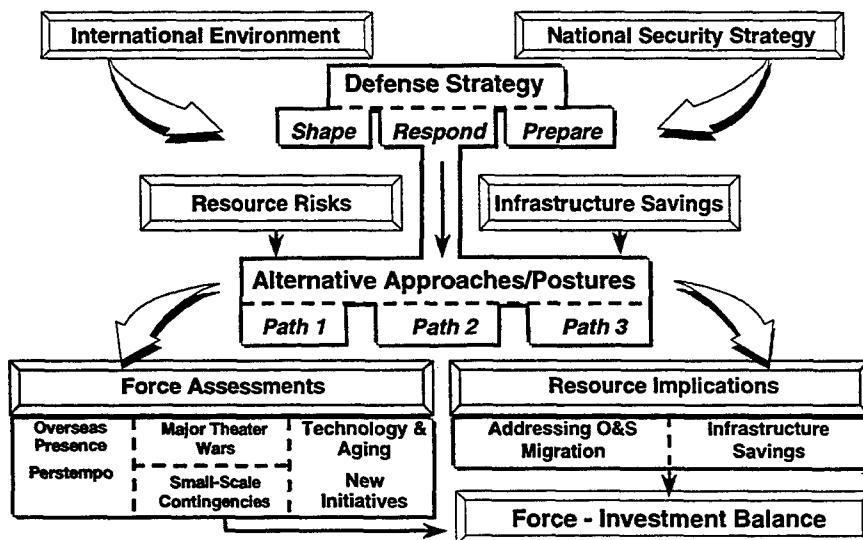 International Environment
National Security Strategy
Defense Strategy
Shape
Respond
Prepare
Resource Risks
Infrastructure Savings
Alternative Approaches/Postures
Path 1
Path 2
Path 3
Force Assessments
Overseas
Presence
Perstempo
Major Theater
Wars
Small-Scale
Contingencies
Technology &
Aging
New
Initiatives
Resource Implications
Addressing O&S
Migration
Infrastructure
Savings
Force - Investment Balance